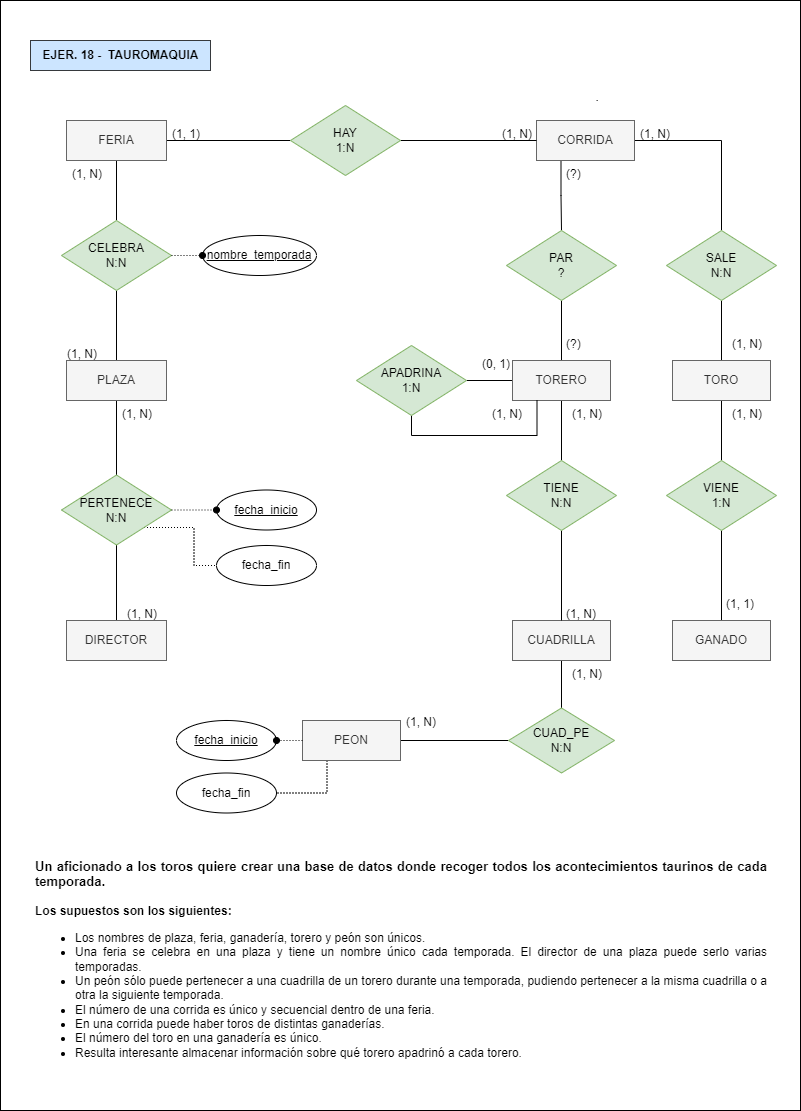 EJER. 18 - TAUROMAQUIA
FERIA
(1, 1)
HAY
1:N
(1, N)
CORRIDA
(1, N)
(1, N)
(?)
CELEBRA
N:N
nombre_temporada
PAR
?
SALE
N:N
(1, N)
(?)
(1, N)
PLAZA
APADRINA
1:N
(0, 1)
TORERO
TORO
(1, N)
(1, N)
(1, N)
(1, N)
PERTENECE
N:N
fecha_inicio
TIENE
N:N
VIENE
1:N
fecha_fin
(1, N)
(1, N)
(1, 1)
DIRECTOR
CUADRILLA
GANADO
(1, N)
fecha_inicio
PEON
(1, N)
CUAD_PE
N:N
fecha_fin
Un aficionado a los toros quiere crear una base de datos donde recoger todos los acontecimientos taurinos de cada
temporada.
Los supuestos son los siguientes:
• Los nombres de plaza, feria, ganadería, torero y peón son únicos.
• Una feria se celebra en una plaza y tiene un nombre único cada temporada. El director de una plaza puede serlo varias
temporadas.
• Un peón sólo puede pertenecer a una cuadrilla de un torero durante una temporada, pudiendo pertenecer a la misma cuadrilla o a
otra la siguiente temporada.
• El número de una corrida es único y secuencial dentro de una feria.
• En una corrida puede haber toros de distintas ganaderías.
• El número del toro en una ganadería es único.
• Resulta interesante almacenar información sobre qué torero apadrinó a cada torero.